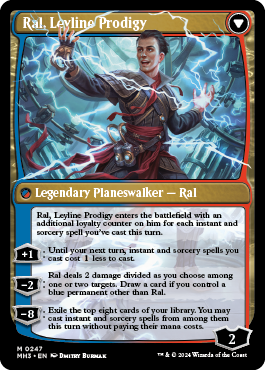 Ral, Leyline Prodigy
Legendary Planeswalker — Ral
Ral, Leyline Prodigy enters the battlefield with an
additional loyalty counter on him for each instant and
sorcery spell you've cast this turn.
+1 : Until your next turn, instant and sorcery spells you
cast cost 1 less to cast.
−2 : Ral deals 2 damage divided as you choose among
one or two targets. Draw a card if you control a
blue permanent other than Ral.
−8 : Exile the top eight cards of your library. You may
cast instant and sorcery spells from among them
this turn without paying their mana costs.
2
M 0247
MH3 • EN Dmitry Burmak
™ & © 2024 Wizards of the Coast